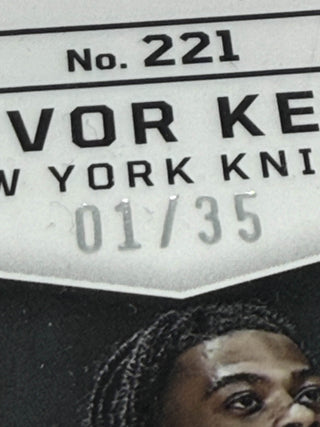 No. 221
VOR KE
W YORK KNI
01/35